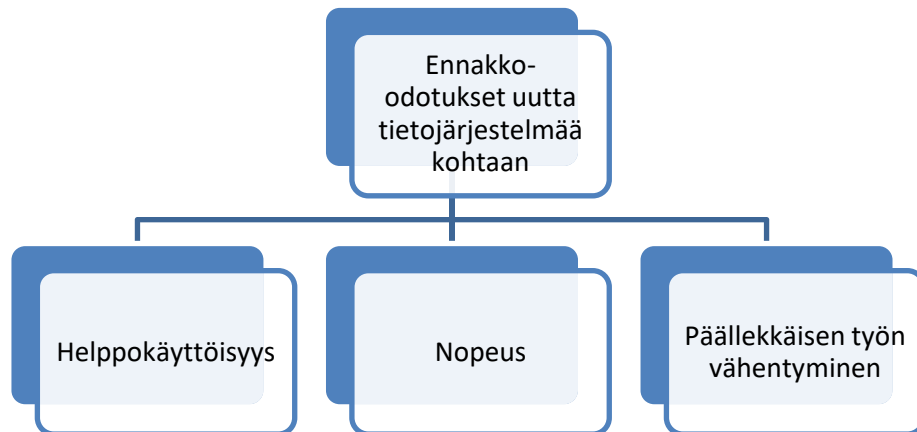 Ennakko-
odotukset uutta
tietojärjestelmää
kohtaan
Helppokäyttöisyys
Nopeus
Päällekkäisen työn
vähentyminen